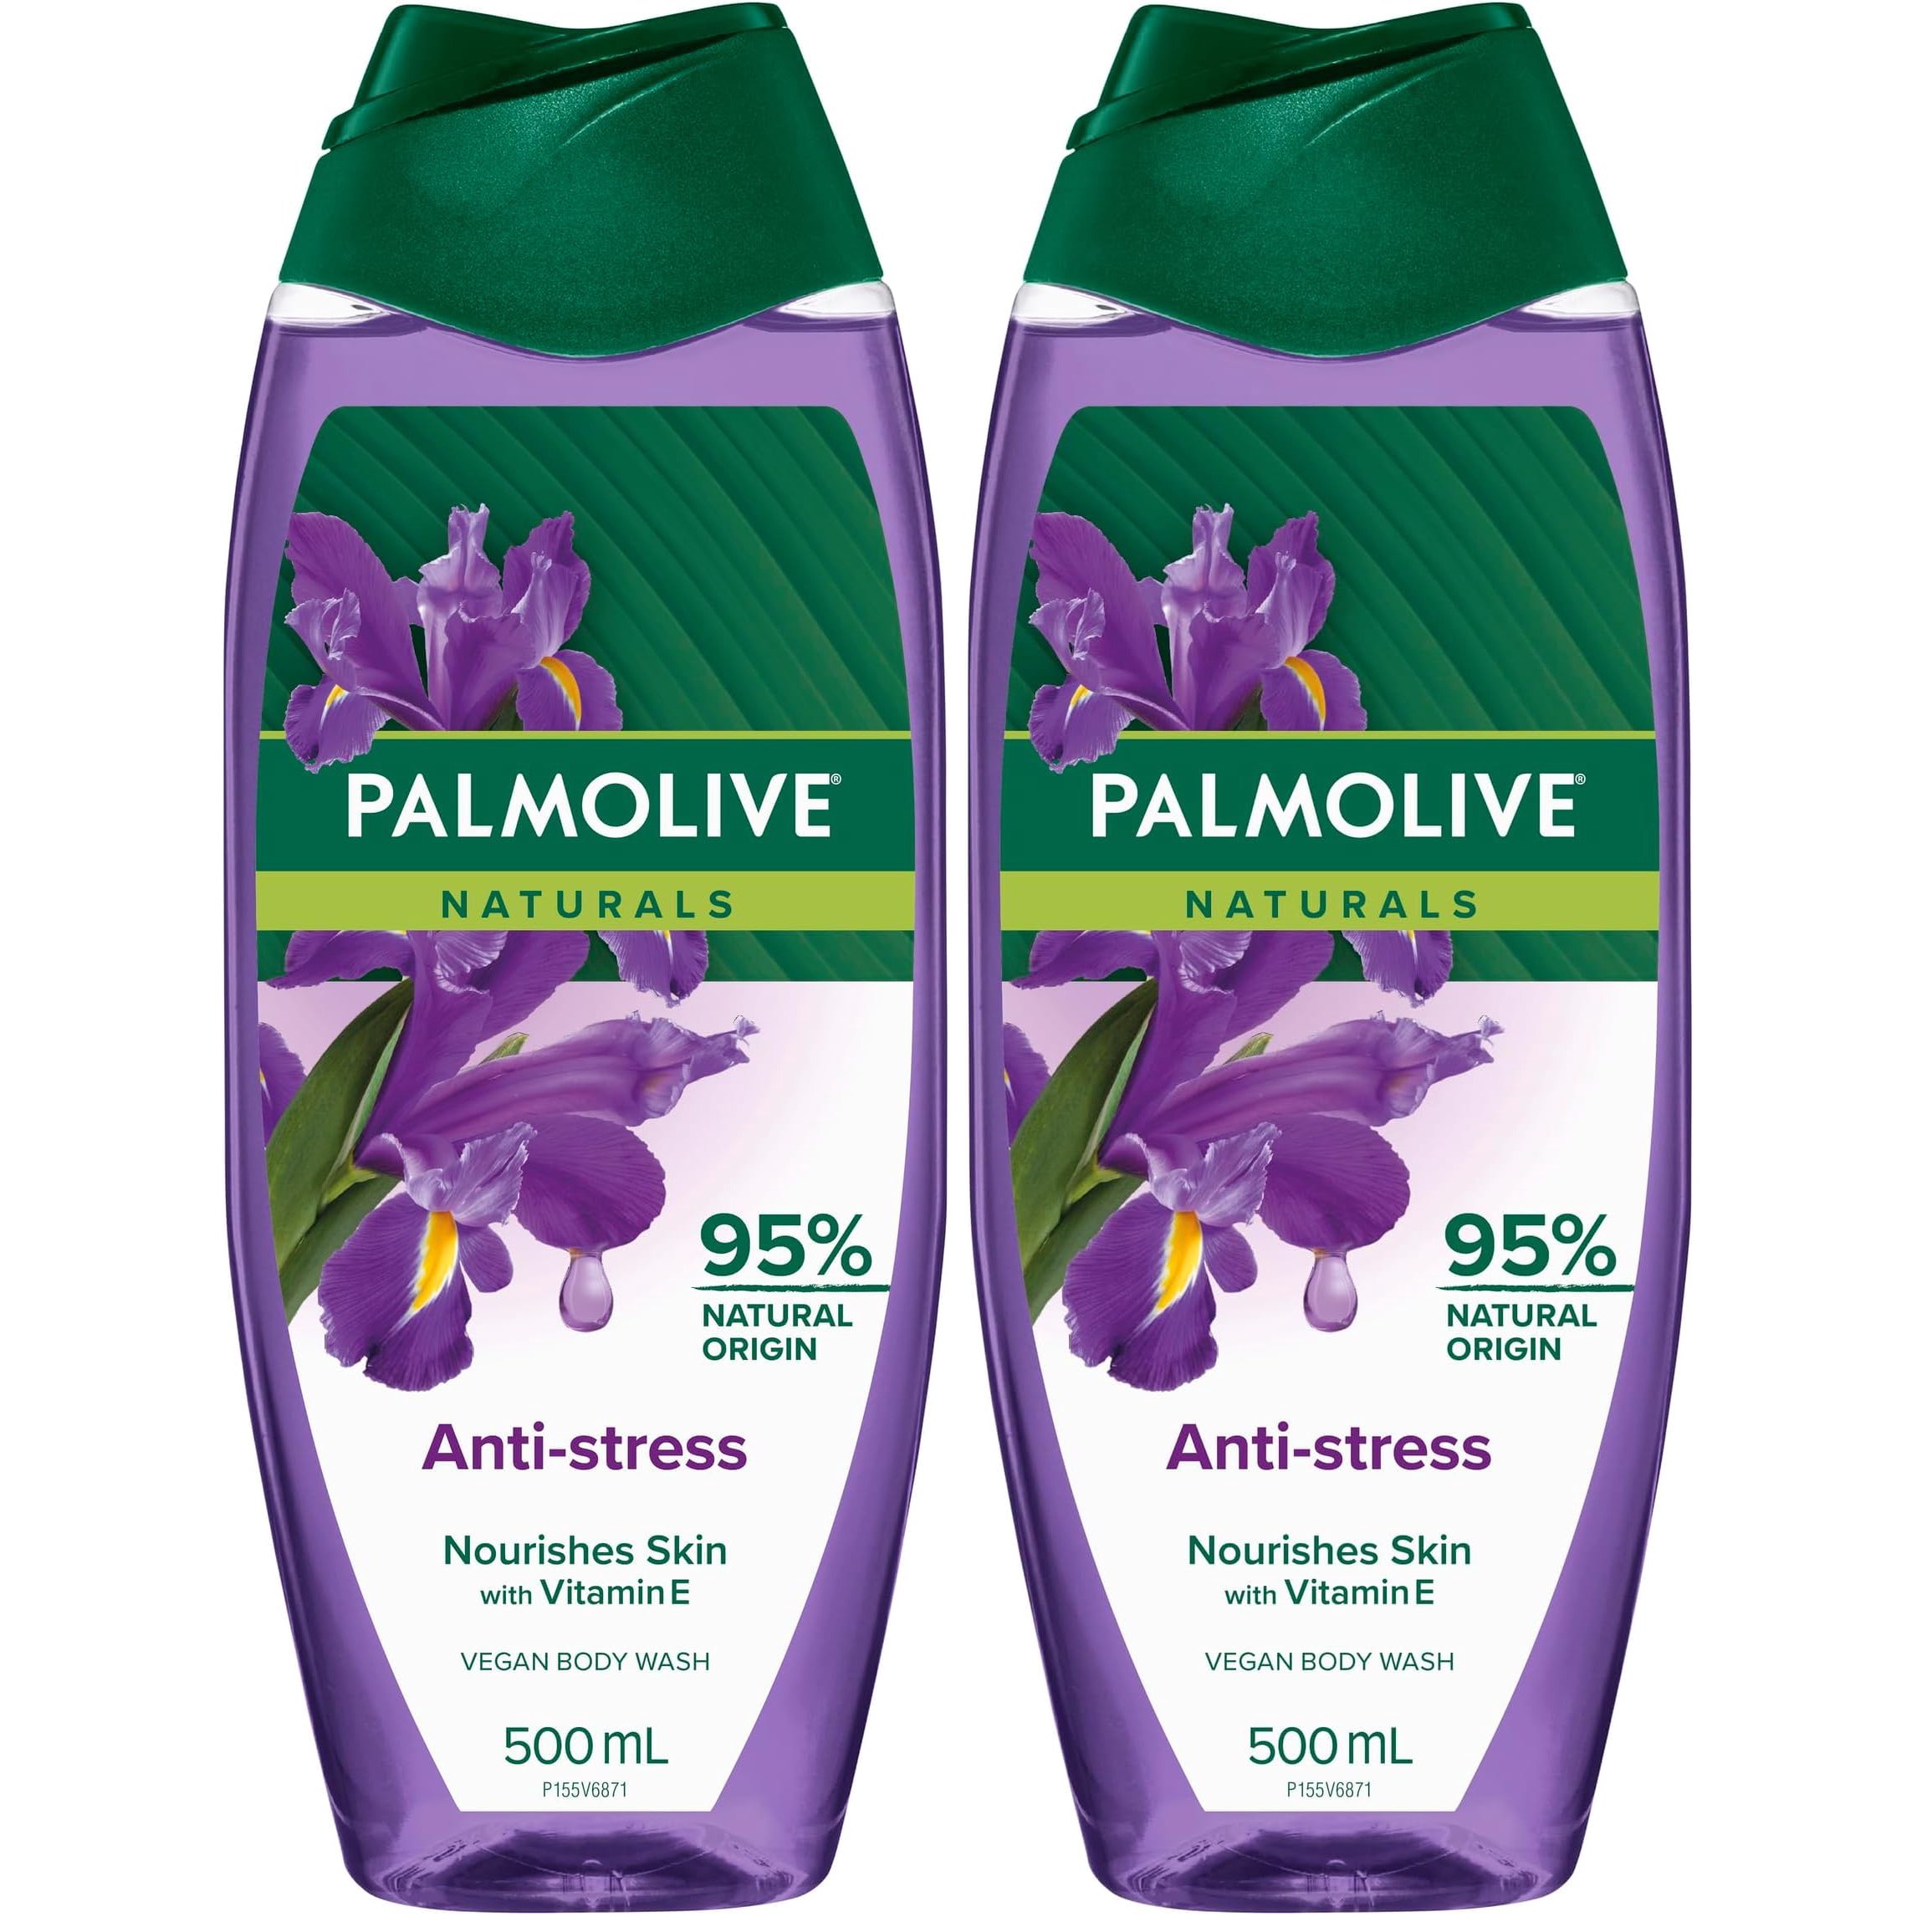 PALMOLIVE®
NATURALS
95%
NATURAL
ORIGIN
Anti-stress
Nourishes Skin
with Vitamin E
VEGAN BODY WASH
500 mL
P155V6871
PALMOLIVE®
NATURALS
95%
NATURAL
ORIGIN
Anti-stress
Nourishes Skin
with Vitamin E
VEGAN BODY WASH
500 mL
P155V6871